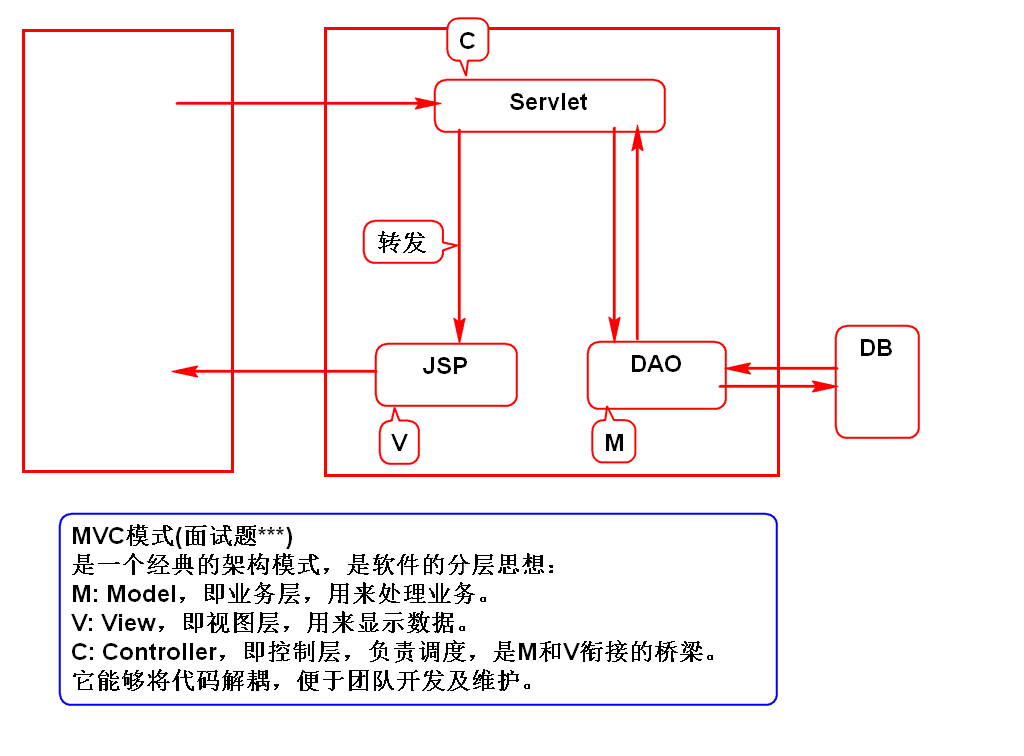 C
Servlet
转发
JSP
DAO
DB
V
M
MVC模式(面试题***)
是一个经典的架构模式，是软件的分层思想：
M: Model，即业务层，用来处理业务。
V: View，即视图层，用来显示数据。
C: Controller，即控制层，负责调度，是M和V衔接的桥梁。
它能够将代码解耦，便于团队开发及维护。